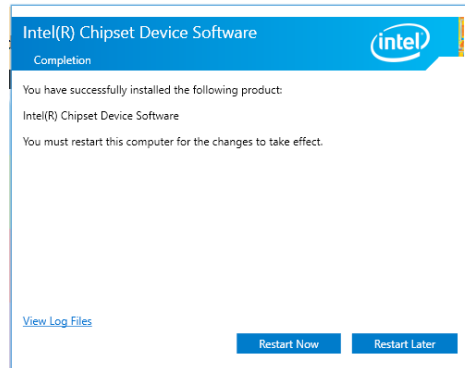 Intel(R) Chipset Device Software
intel
Completion
You have successfully installed the following product:
Intel(R) Chipset Device Software
You must restart this computer for the changes to take effect.
View Log Files
Restart Now
Restart Later